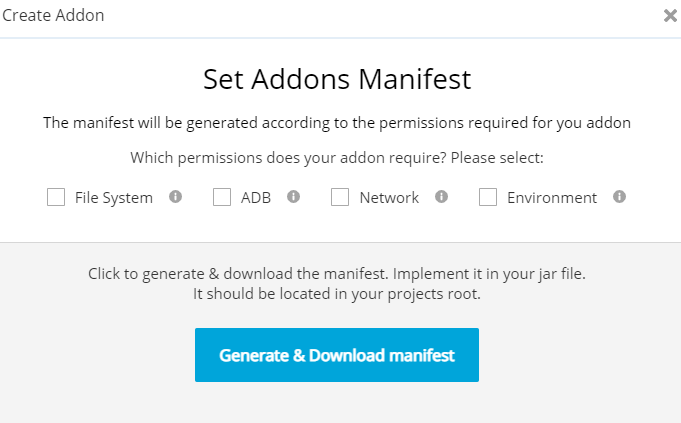 Create Addon
Set Addons Manifest
The manifest will be generated according to the permissions required for you addon
Which permissions does your addon require? Please select:
File System ADB Network Environment
Click to generate & download the manifest. Implement it in your jar file.
It should be located in your projects root.
Generate & Download manifest